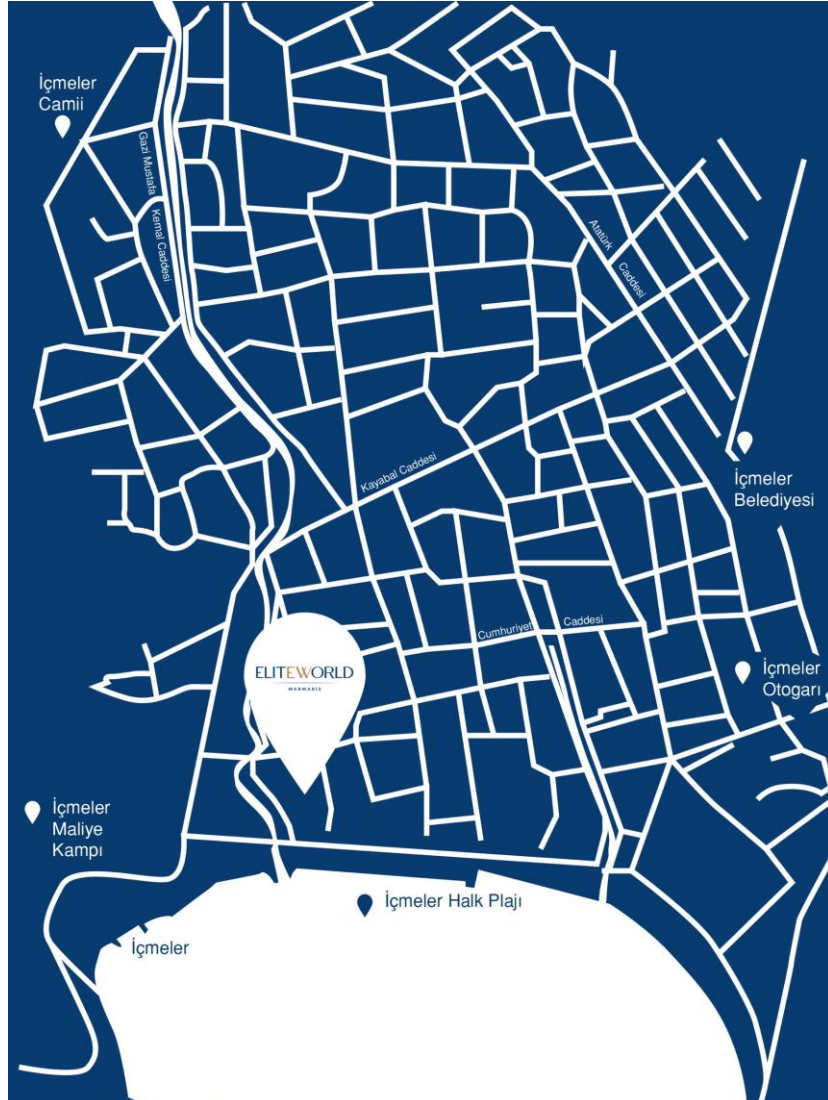 İçmeler
Camii
Gazi Mustafa
Kemal Caddesi
Atatürk
Caddesi
Kayabal Caddesi
İçmeler
Belediyesi
Cumhuriyet
Caddesi
ELITEWORLD
MARMARIS
İçmeler
Otogarı
İçmeler
Maliye
Kampı
İçmeler Halk Plajı
İçmeler